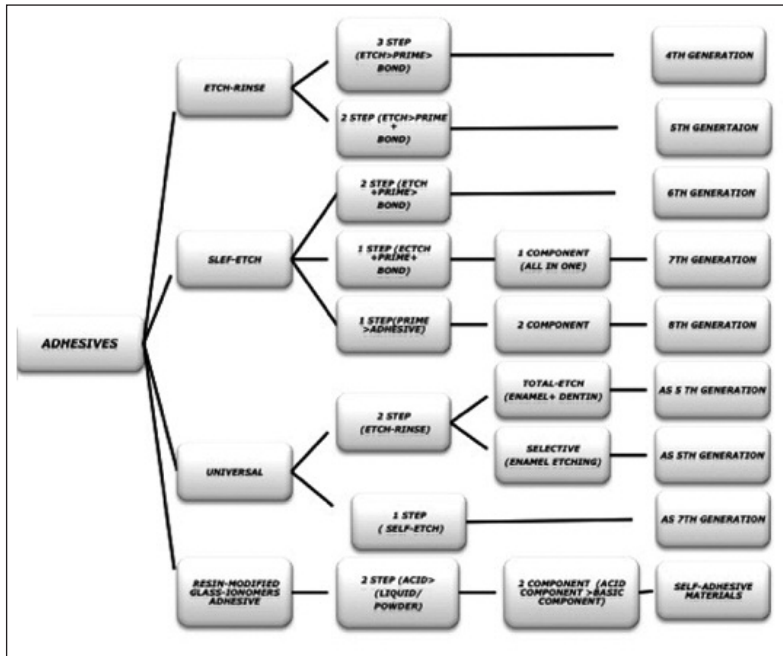 ADHESIVES
ETCH-RINSE
3 STEP
(ETCH>PRIME>
BOND)
4TH GENERATION
2 STEP (ETCH>PRIME
+
BOND)
5TH GENERTAION
SLEF-ETCH
2 STEP (ETCH
+PRIME>
BOND)
6TH GENERATION
1 STEP (ECTCH
+PRIME+
BOND)
1 COMPONENT
(ALL IN ONE)
7TH GENERATION
1 STEP(PRIME
>ADHESIVE)
2 COMPONENT
8TH GENERATION
UNIVERSAL
2 STEP
(ETCH-RINSE)
TOTAL-ETCH
(ENAMEL+ DENTIN)
AS 5 TH GENERATION
SELECTIVE
(ENAMEL ETCHING)
AS 5TH GENERATION
1 STEP
( SELF-ETCH)
AS 7TH GENERATION
RESIN-MODIFIED
GLASS-IONOMERS
ADHESIVE
2 STEP (ACID>
(LIQUID/
POWDER)
2 COMPONENT (ACID
COMPONENT >BASIC
COMPONENT)
SELF-ADHESIVE
MATERIALS